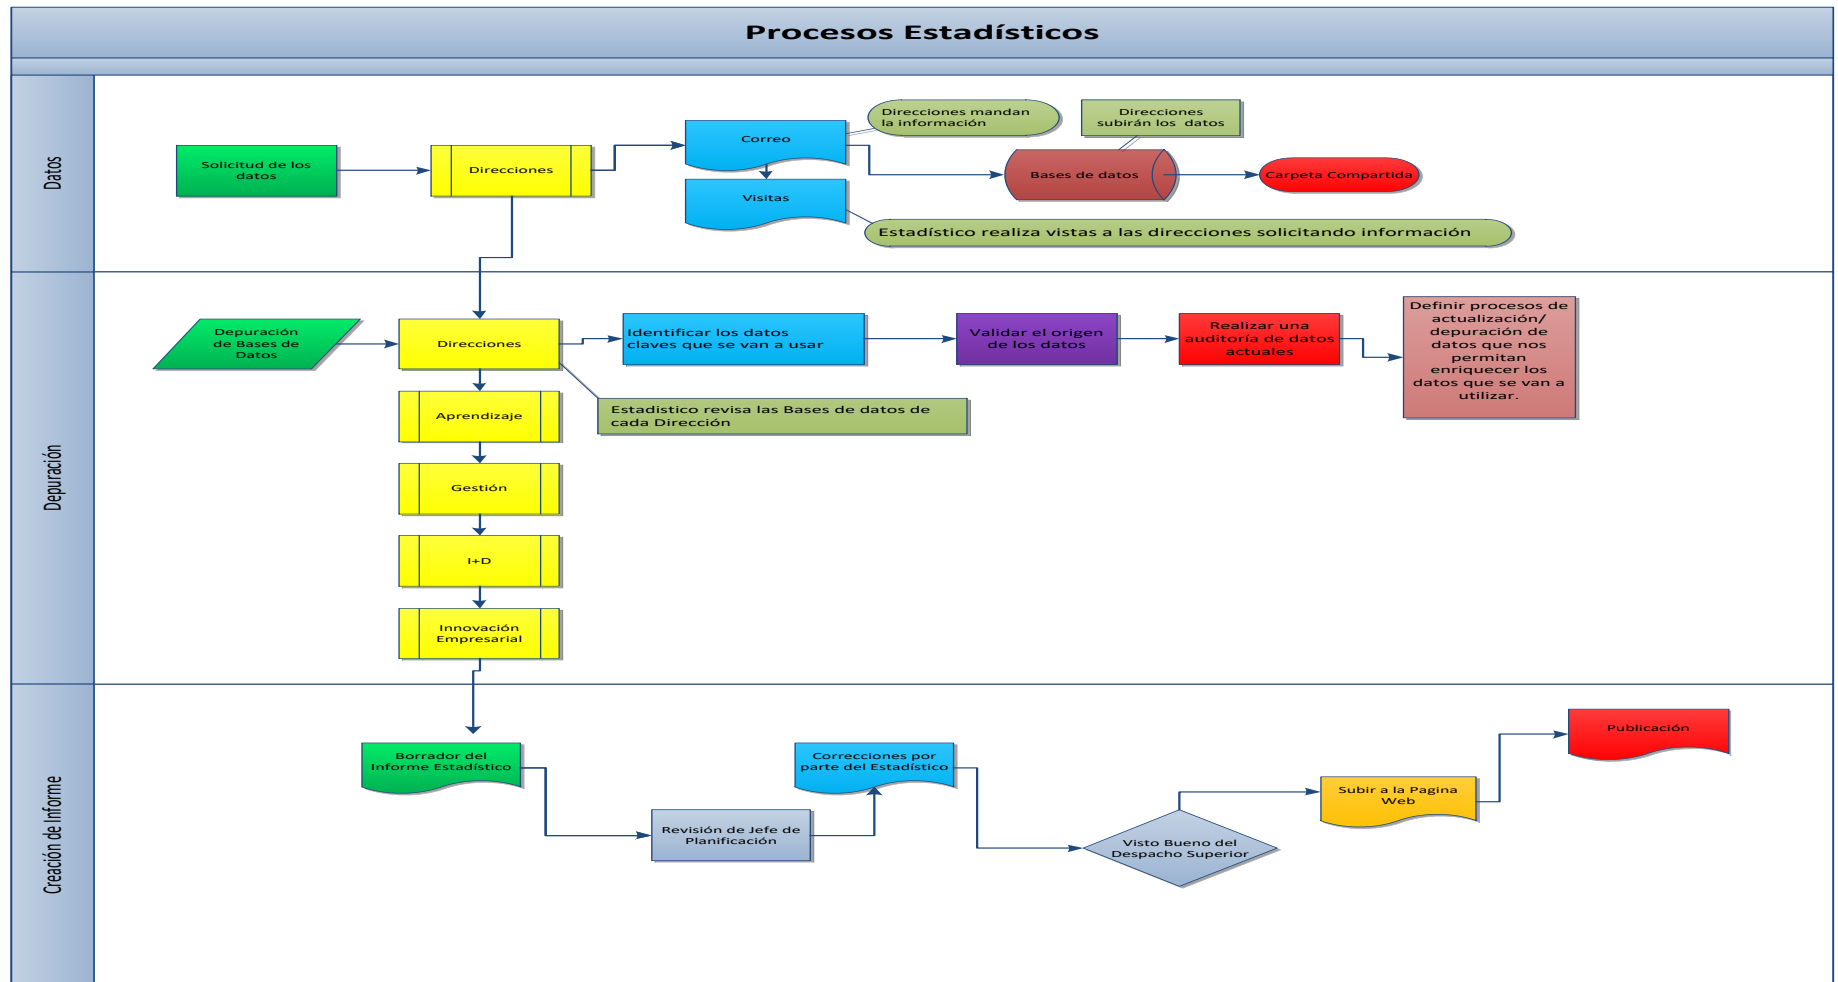 Procesos Estadísticos
Datos
Solicitud de los
datos
Direcciones
Correo
Direcciones mandan
la información
Direcciones
subirán los datos
Bases de datos
Carpeta Compartida
Visitas
Estadístico realiza vistas a las direcciones solicitando información
Depuración
Depuración
de Bases de
Datos
Direcciones
Identificar los datos
claves que se van a usar
Validar el origen
de los datos
Realizar una
auditoría de datos
actuales
Definir procesos de
actualización/
depuración de
datos que nos
permitan
enriquecer los
datos que se van a
utilizar.
Estadistico revisa las Bases de datos de
cada Dirección
Aprendizaje
Gestión
I+D
Innovación
Empresarial
Creación de Informe
Borrador del
Informe Estadístico
Revisión de Jefe de
Planificación
Correcciones por
parte del Estadístico
Visto Bueno del
Despacho Superior
Subir a la Pagina
Web
Publicación